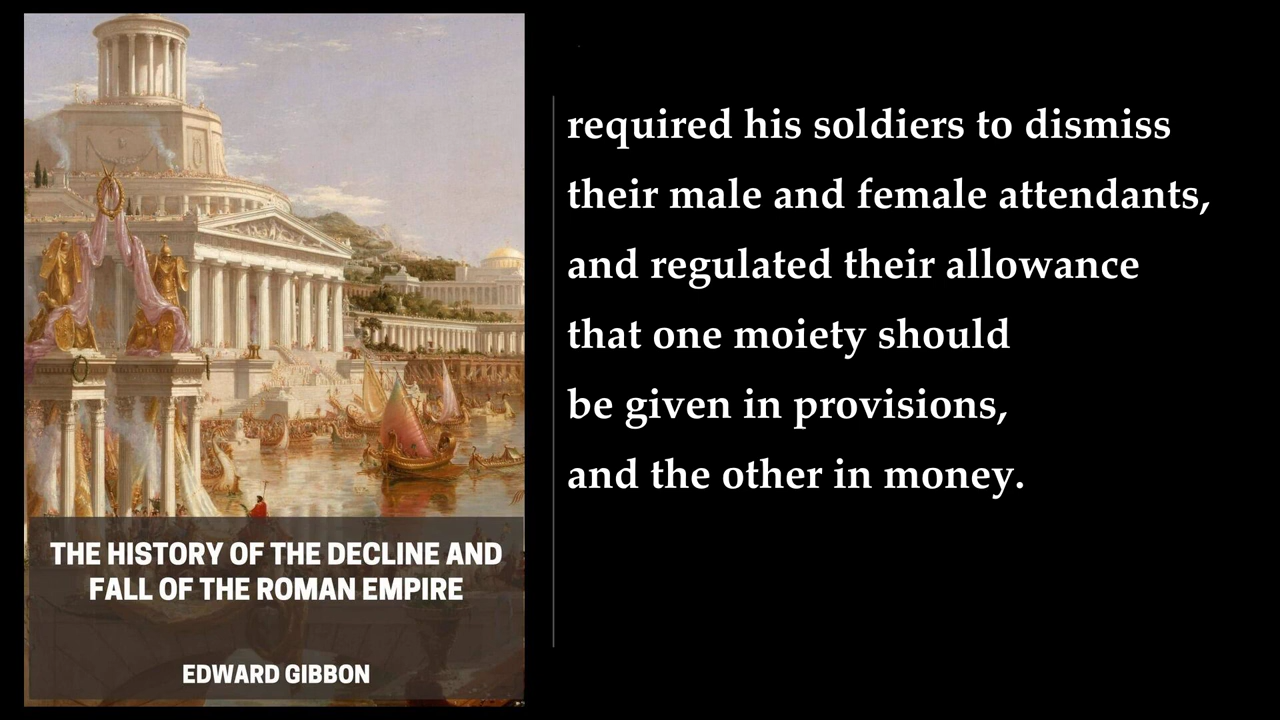 THE HISTORY OF THE DECLINE AND
FALL OF THE ROMAN EMPIRE
EDWARD GIBBON
required his soldiers to dismiss
their male and female attendants,
and regulated their allowance
that one moiety should
be given in provisions,
and the other in money.